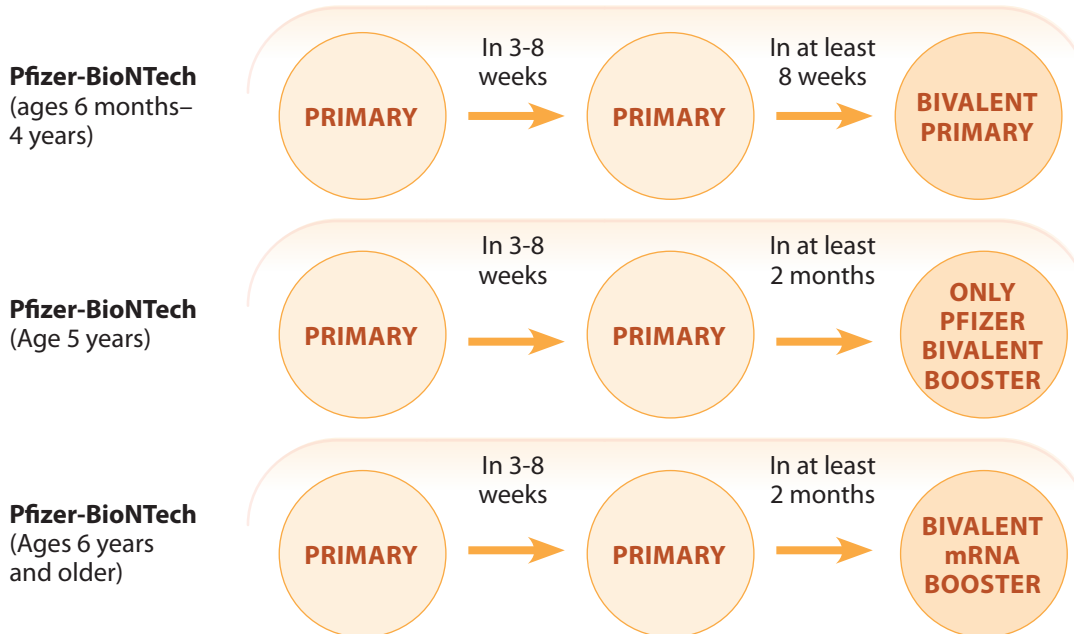 Pfizer-BioNTech
(ages 6 months–
4 years)
PRIMARY
In 3-8
weeks
PRIMARY
In at least
8 weeks
BIVALENT
PRIMARY
Pfizer-BioNTech
(Age 5 years)
PRIMARY
In 3-8
weeks
PRIMARY
In at least
2 months
ONLY
PFIZER
BIVALENT
BOOSTER
Pfizer-BioNTech
(Ages 6 years
and older)
PRIMARY
In 3-8
weeks
PRIMARY
In at least
2 months
BIVALENT
mRNA
BOOSTER